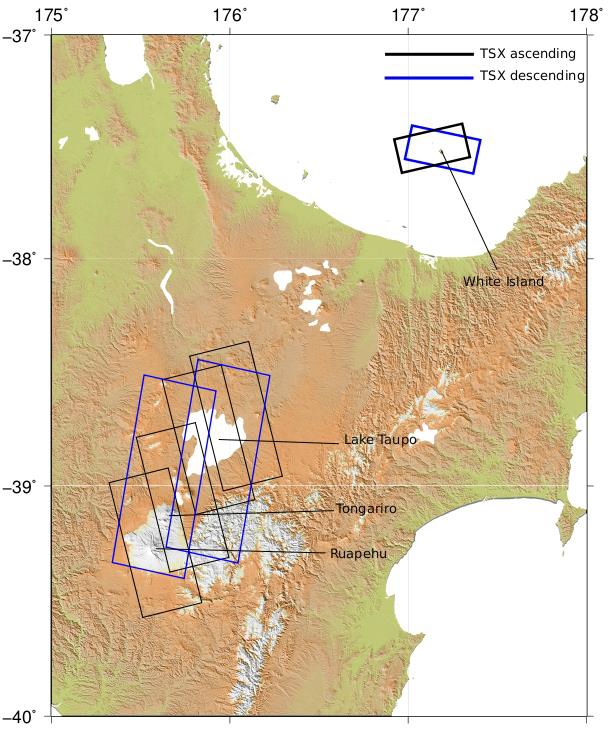 175° 176° 177° 178°
−37°
TSX ascending
TSX descending
−38°
White Island
Lake Taupo
−39°
Tongariro
Ruapehu
−40°